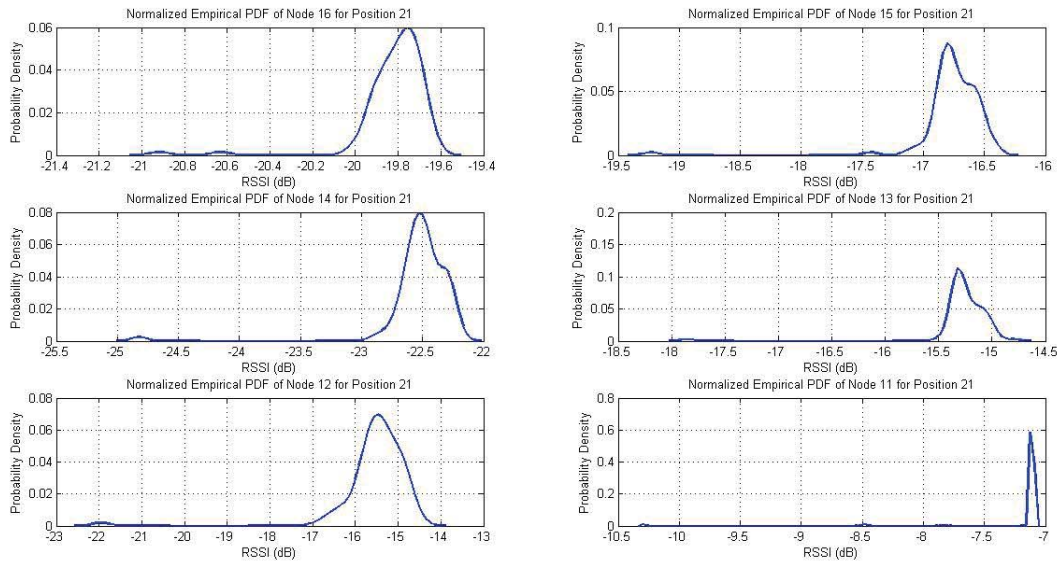 Normalized Empirical PDF of Node 16 for Position 21
Probability Density
0.06
0.04
0.02
0
-21.4 -21.2 -21 -20.8 -20.6 -20.4 -20.2 -20 -19.8 -19.6 -19.4
RSSI (dB)
Normalized Empirical PDF of Node 15 for Position 21
Probability Density
0.1
0.05
0
-19 -18.5 -18 -17.5 -17 -16.5 -16
RSSI (dB)
Normalized Empirical PDF of Node 14 for Position 21
Probability Density
0.08
0.06
0.04
0.02
0
-25.5 -25 -24.5 -24 -23.5 -23 -22.5 -22
RSSI (dB)
Normalized Empirical PDF of Node 13 for Position 21
Probability Density
0.2
0.15
0.1
0.05
0
-18.5 -18 -17.5 -17 -16.5 -16 -15.5 -15 -14.5
RSSI (dB)
Normalized Empirical PDF of Node 12 for Position 21
Probability Density
0.08
0.06
0.04
0.02
0
-23 -22 -21 -20 -19 -18 -17 -16 -15 -14 -13
RSSI (dB)
Normalized Empirical PDF of Node 11 for Position 21
Probability Density
0.8
0.6
0.4
0.2
0
-10.5 -10 -9.5 -9 -8.5 -8 -7.5 -7
RSSI (dB)